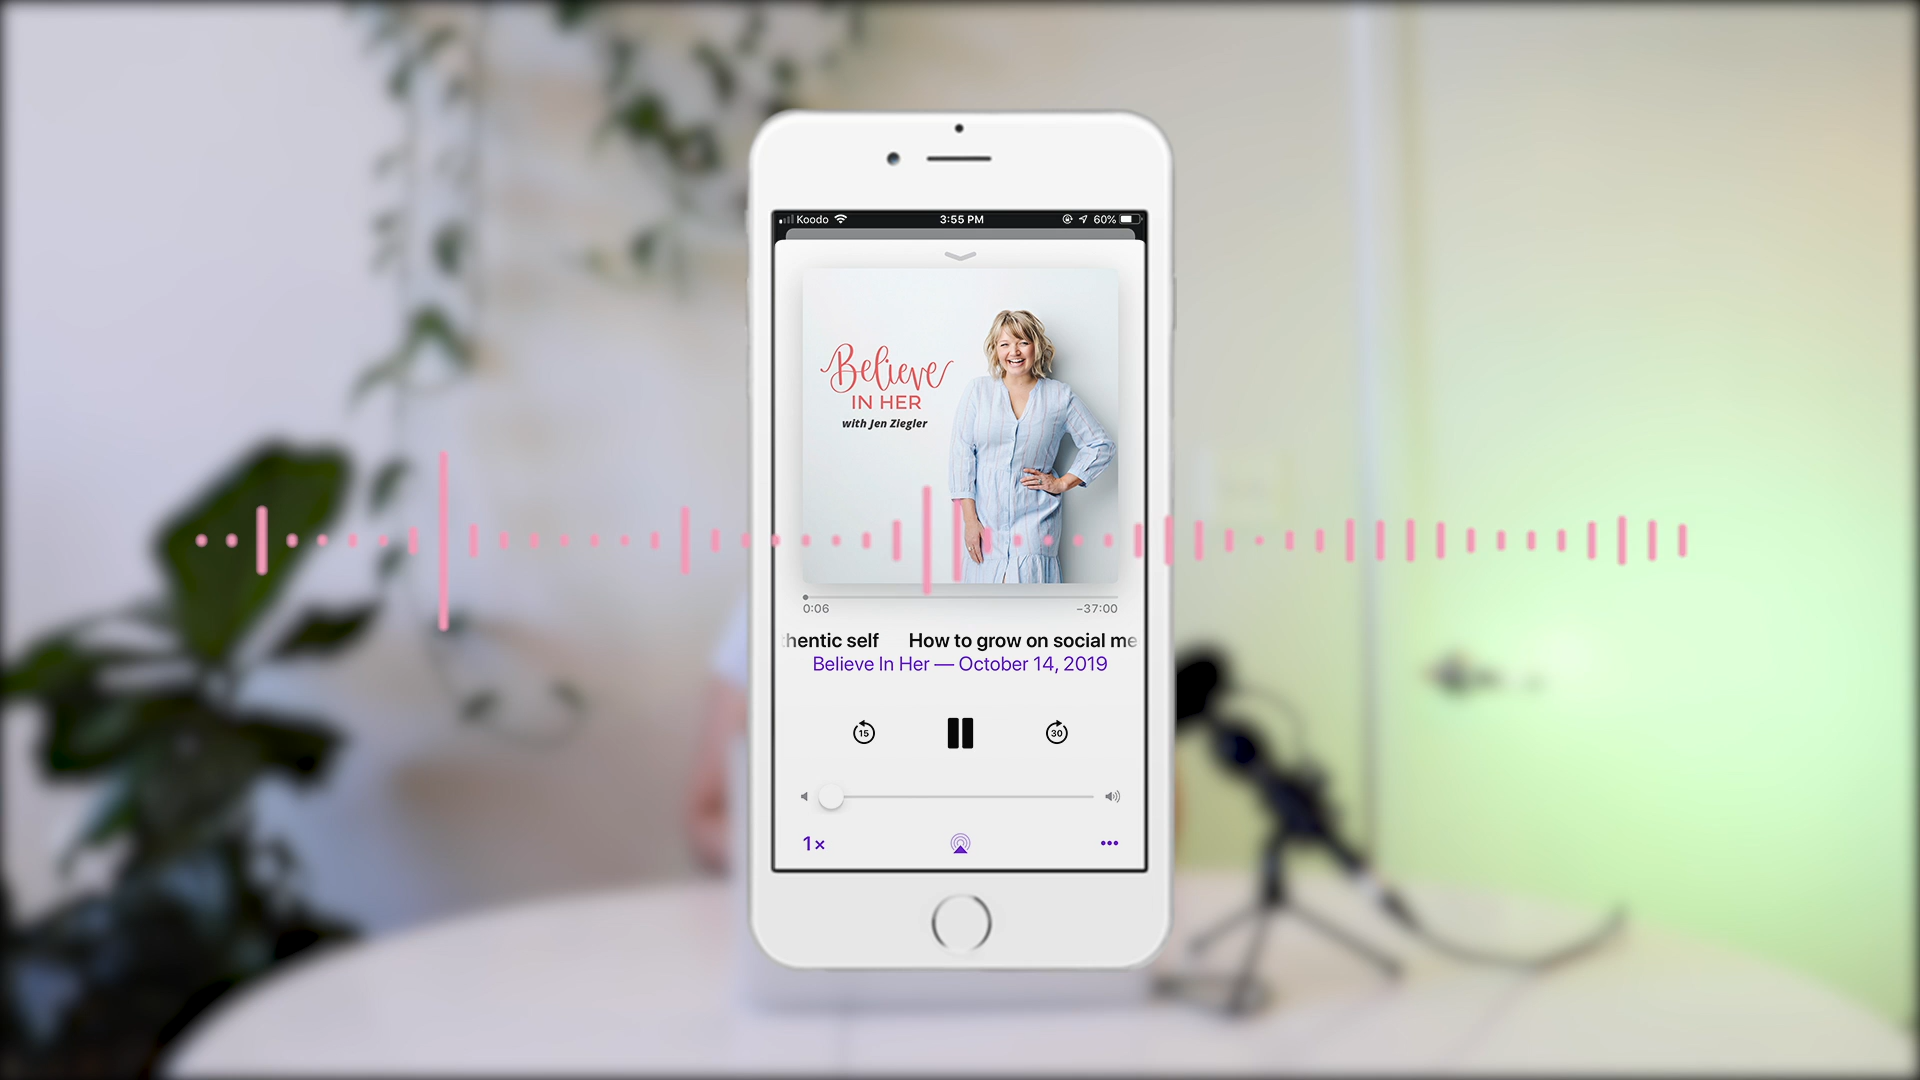 Koodo 3:55 PM 60%
Believe
IN HER
with Jen Ziegler
0:06 −37:00
hentic self How to grow on social me
Believe In Her — October 14, 2019
15 30
1×